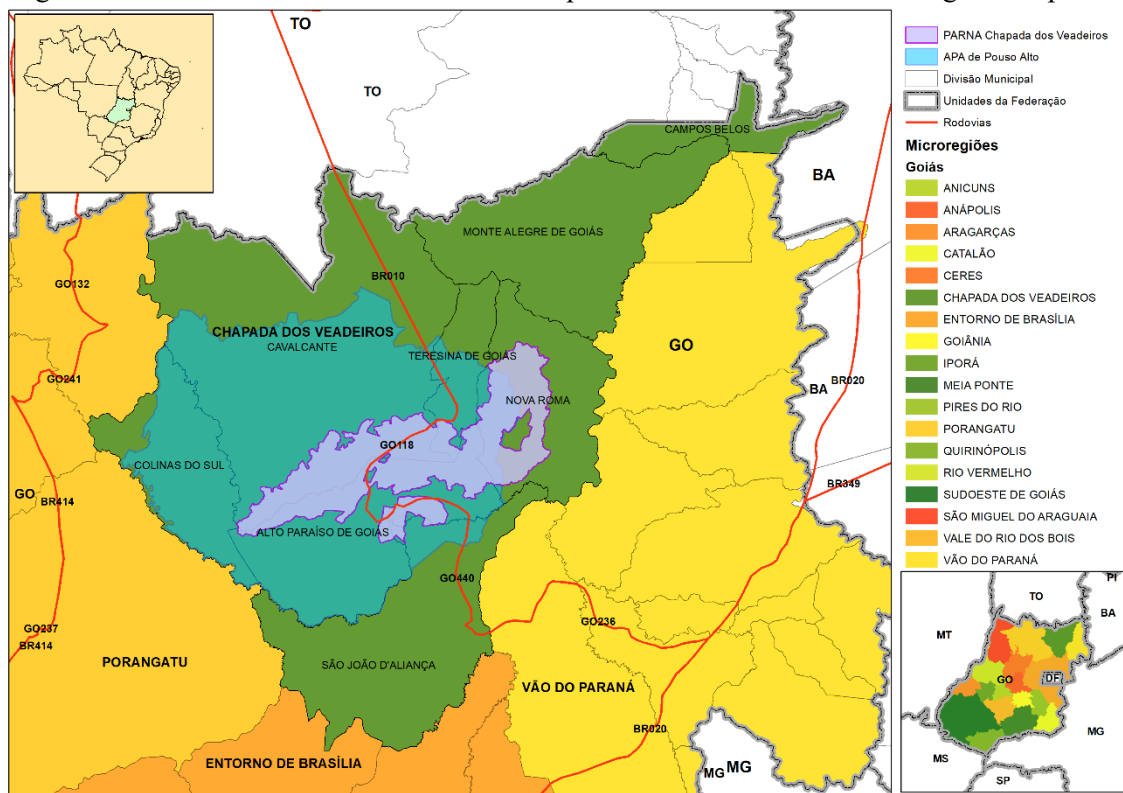 TO
TO
CAMPOS BELOS
BA
MONTE ALEGRE DE GOIÁS
BR010
GO132
CHAPADA DOS VEADEIROS
CAVALCANTE
TERESINA DE GOIÁS
GO
GO241
BA
BR020
NOVA ROMA
GO118
COLINAS DO SUL
GO
BR414
BR349
ALTO PARAÍSO DE GOIÁS
GO440
GO237
BR414
GO236
PORANGATU
SÃO JOÃO D'ALIANÇA
VÃO DO PARANÁ
BR020
ENTORNO DE BRASÍLIA
MG
MG
PARNA Chapada dos Veadeiros
APA de Pouso Alto
Divisão Municipal
Unidades da Federação
Rodovias
Microregiões
Goiás
ANICUNS
ANÁPOLIS
ARAGARÇAS
CATALÃO
CERES
CHAPADA DOS VEADEIROS
ENTORNO DE BRASÍLIA
GOIÂNIA
IPORÁ
MEIA PONTE
PIRES DO RIO
PORANGATU
QUIRINÓPOLIS
RIO VERMELHO
SUDOESTE DE GOIÁS
SÃO MIGUEL DO ARAGUAIA
VALE DO RIO DOS BOIS
VÃO DO PARANÁ
PI
TO
BA
MT
GO
DF
MG
MS
SP